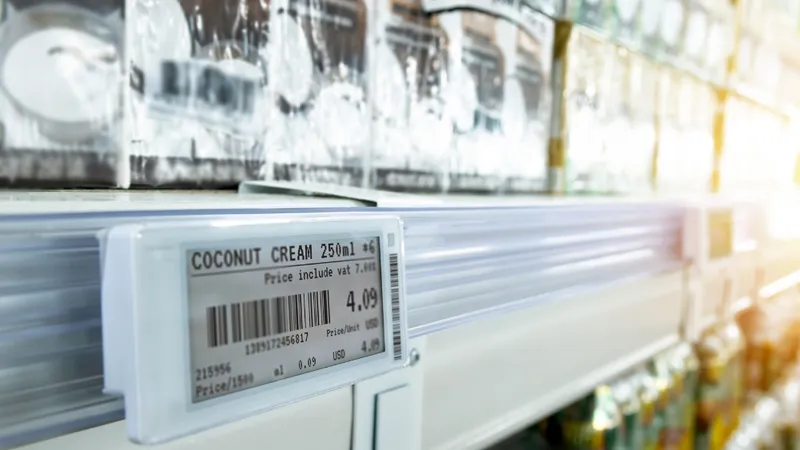 COCONUT CREAM 250ml *6
Price include vat 7.00%
4.09
Price/Unit USD
1389172456817
4.09
215956
Price/1500 ml 0.09 USD